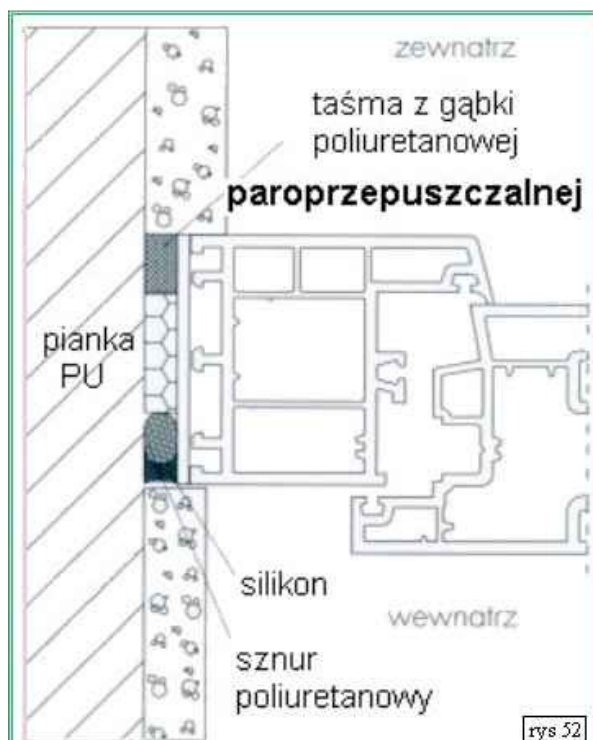 zewnatrz
taśma z gąbki
poliuretanowej
paroprzepuszczalnej
pianka
PU
silikon
wewnatrz
sznur
poliuretanowy
rys 52